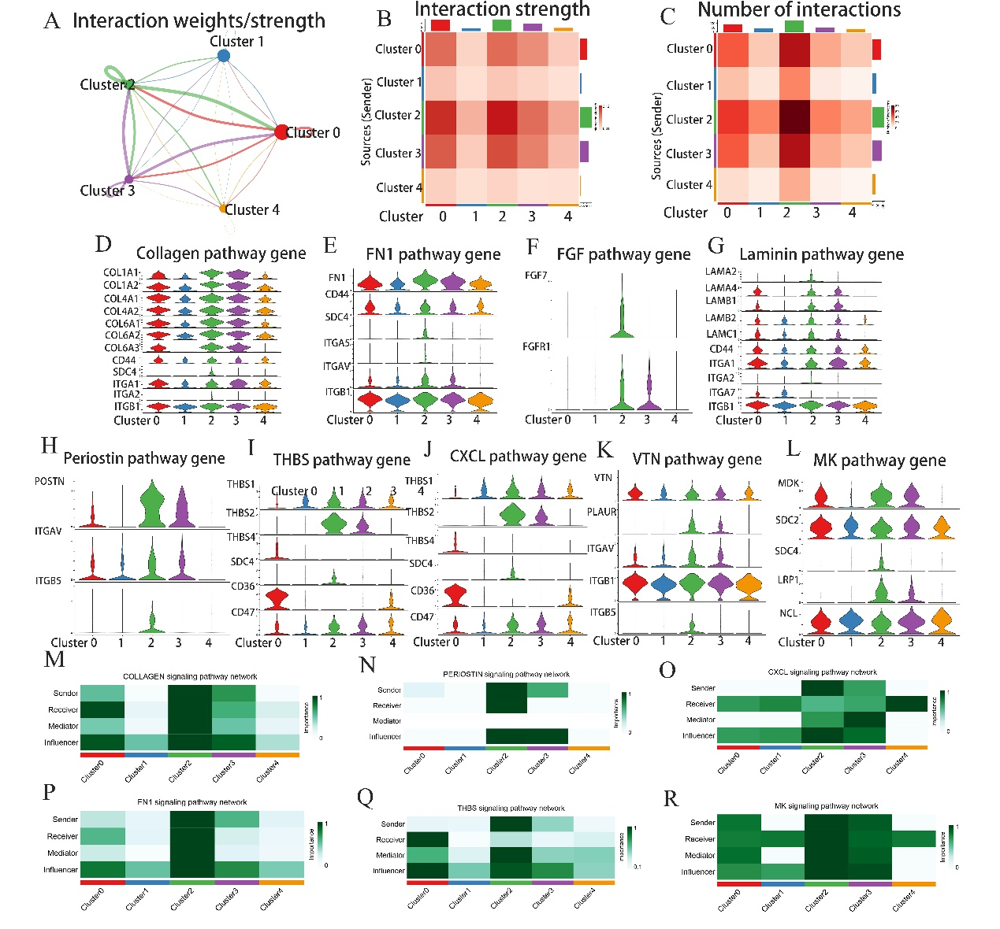 A
Interaction weights/strength
Cluster 1
Cluster 2
Cluster 0
Cluster 3
Cluster 4
B
Interaction strength
Sources (Sender)
Cluster 0
Cluster 1
Cluster 2
Cluster 3
Cluster 4
Cluster 0 1 2 3 4
C
Number of interactions
Sources (Sender)
Cluster 0
Cluster 1
Cluster 2
Cluster 3
Cluster 4
Cluster 0 1 2 3 4
D
Collagen pathway gene
COL1A1
COL1A2
COL4A1
COL4A2
COL6A1
COL6A2
COL6A3
CD44
SDC4
ITGA1
ITGA2
ITGB1
Cluster 0 1 2 3 4
E
FN1 pathway gene
FN1
CD44
SDC4
ITGA5
ITGAV
ITGB1
Cluster 0 1 2 3 4
F
FGF pathway gene
FGF7
FGFR1
Cluster 0 1 2 3 4
G
Laminin pathway gene
LAMA2
LAMA4
LAMB1
LAMB2
LAMC1
CD44
ITGA1
ITGA2
ITGA7
ITGB1
Cluster 0 1 2 3 4
H
Periostin pathway gene
POSTN
ITGAV
ITGB5
Cluster 0 1 2 3 4
I
THBS pathway gene
Cluster 0 1 2 3 4
THBS1
THBS2
THBS4
SDC4
CD36
CD47
J
CXCL pathway gene
THBS1
THBS2
THBS4
SDC4
CD36
CD47
Cluster 0 1 2 3 4
K
VTN pathway gene
VTN
PLAUR
ITGAV
ITGB1
ITGB5
Cluster 0 1 2 3 4
L
MK pathway gene
MDK
SDC2
SDC4
LRP1
NCL
Cluster 0 1 2 3 4
M
COLLAGEN signaling pathway network
Sender
Receiver
Mediator
Influencer
Cluster0 Cluster1 Cluster2 Cluster3 Cluster4
Importance
1
0
N
PERIOSTIN signaling pathway network
Sender
Receiver
Mediator
Influencer
Cluster0 Cluster1 Cluster2 Cluster3 Cluster4
Importance
1
0
O
CXCL signaling pathway network
Sender
Receiver
Mediator
Influencer
Cluster0 Cluster1 Cluster2 Cluster3 Cluster4
Importance
1
0
P
FN1 signaling pathway network
Sender
Receiver
Mediator
Influencer
Cluster0 Cluster1 Cluster2 Cluster3 Cluster4
Importance
1
0
Q
THBS signaling pathway network
Sender
Receiver
Mediator
Influencer
Cluster0 Cluster1 Cluster2 Cluster3 Cluster4
Importance
1
0.1
R
MK signaling pathway network
Sender
Receiver
Mediator
Influencer
Cluster0 Cluster1 Cluster2 Cluster3 Cluster4
Importance
1
0